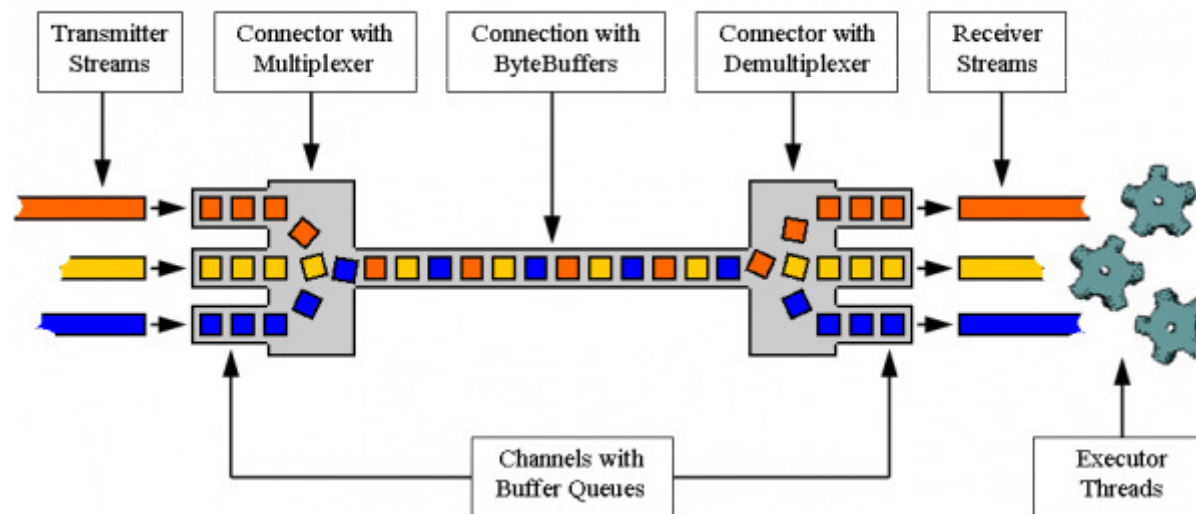 Transmitter
Streams
Connector with
Multiplexer
Connection with
ByteBuffers
Connector with
Demultiplexer
Receiver
Streams
Channels with
Buffer Queues
Executor
Threads